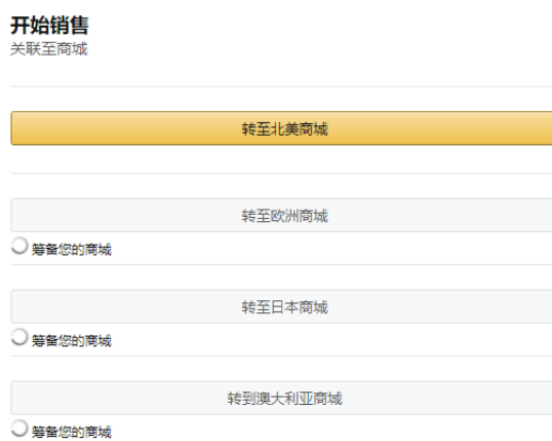 开始销售
关联至商城
转至北美商城
转至欧洲商城
筹备您的商城
转至日本商城
筹备您的商城
转到澳大利亚商城
筹备您的商城